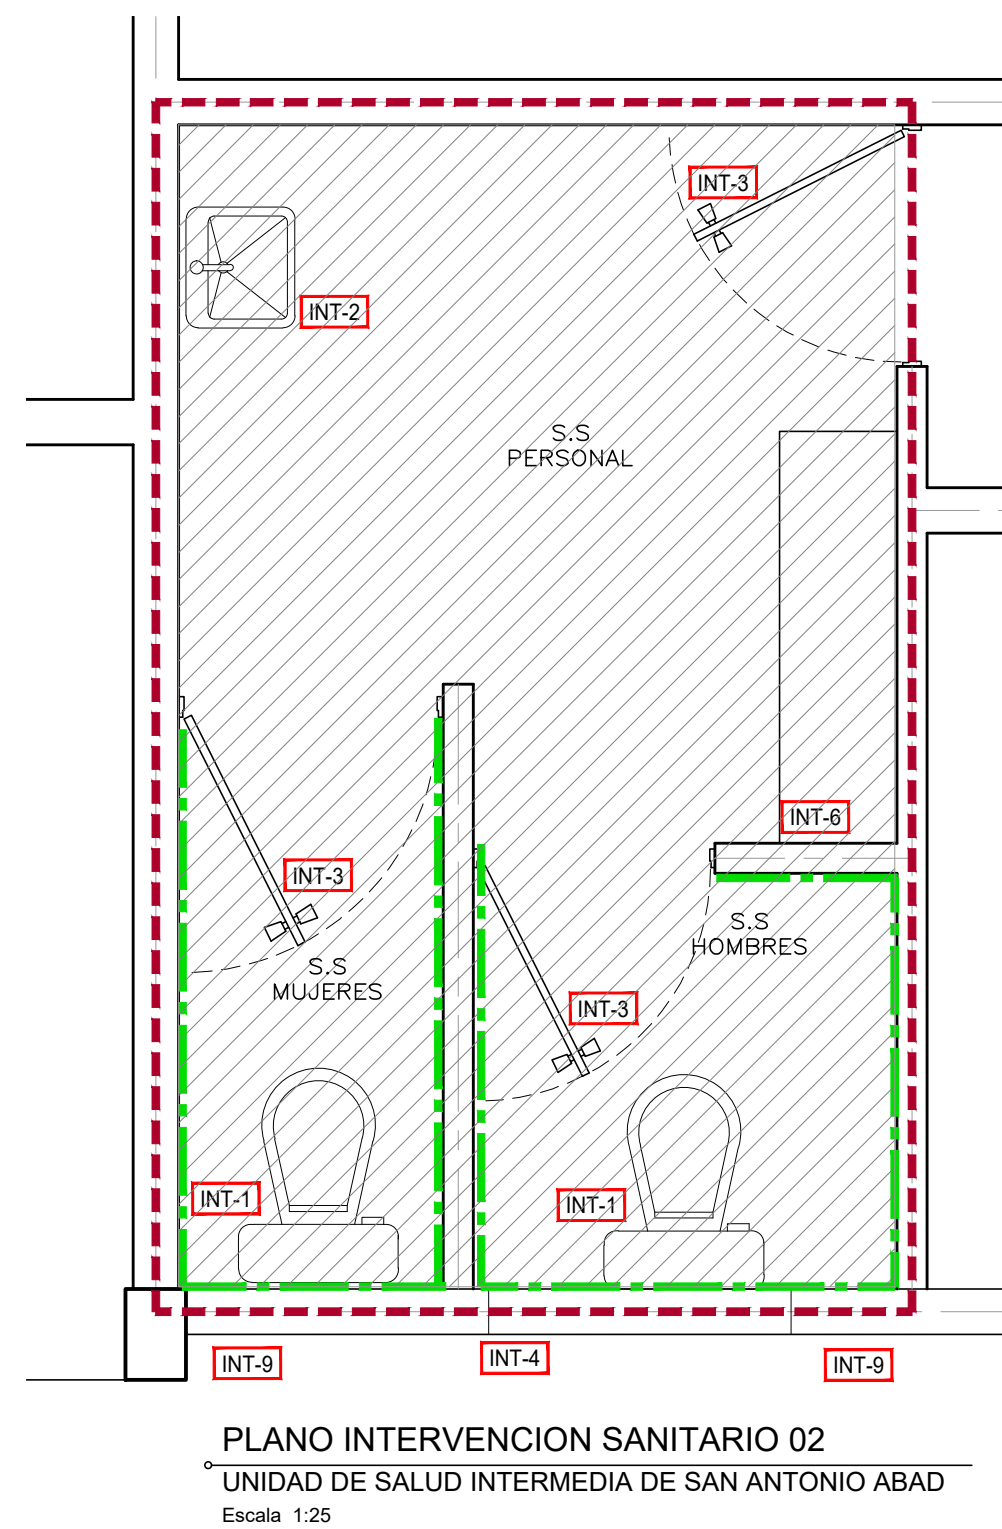 INT-3
INT-2
S.S
PERSONAL
INT-6
INT-3
S.S
HOMBRES
S.S
MUJERES
INT-3
INT-1
INT-1
INT-9
INT-4
INT-9
PLANO INTERVENCION SANITARIO 02
UNIDAD DE SALUD INTERMEDIA DE SAN ANTONIO ABAD
Escala 1:25